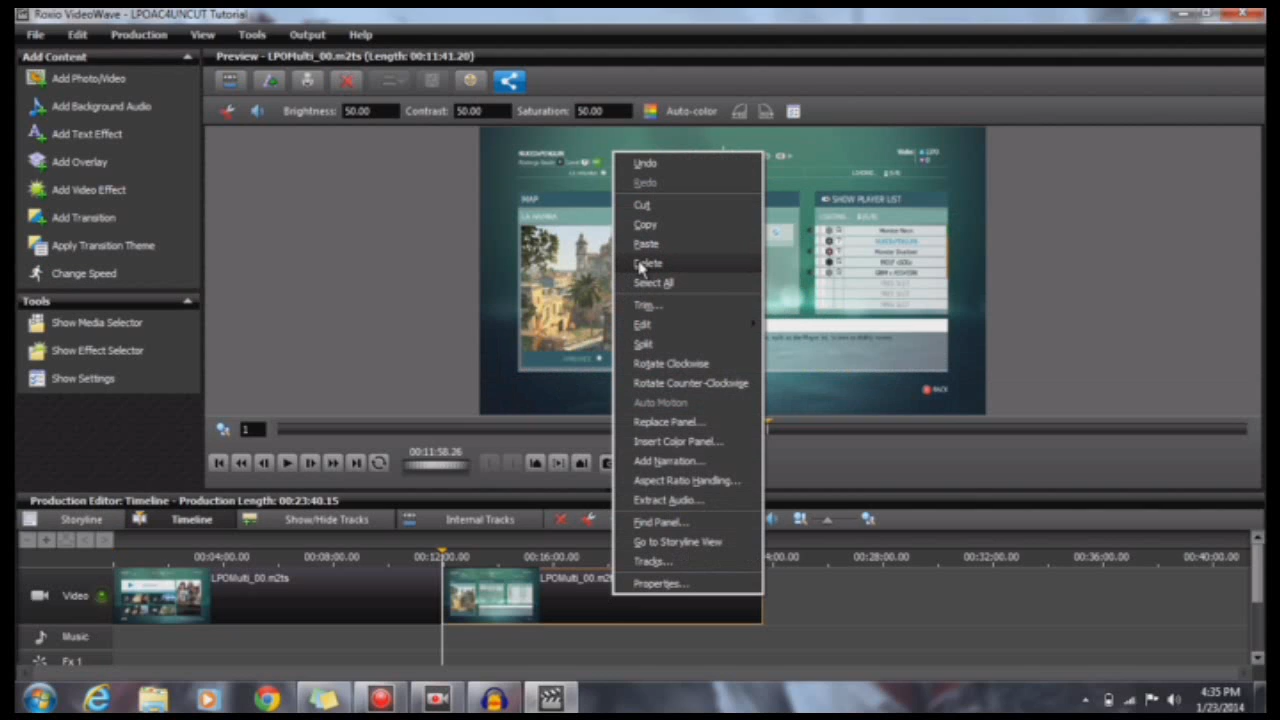 Roxio VideoWave - LPOAC4UNCUT Tutorial
File Edit Production View Tools Output Help
Add Content
Add Photo/Video
Add Background Audio
Add Text Effect
Add Overlay
Add Video Effect
Add Transition
Apply Transition Theme
Change Speed
Tools
Show Media Selector
Show Effect Selector
Show Settings
Preview - LPOMulti_00.m2ts (Length: 00:11:41.20)
Brightness: 50.00 Contrast: 50.00 Saturation: 50.00 Auto-color
MAP
LA HAVANA
SHOW PLAYER LIST
BACK
Undo
Redo
Cut
Copy
Paste
Delete
Select All
Trim...
Edit
Split
Rotate Clockwise
Rotate Counter-Clockwise
Auto Motion
Replace Panel...
Insert Color Panel...
Add Narration...
Aspect Ratio Handling...
Extract Audio...
Find Panel...
Go to Storyline View
Tracks...
Properties...
1
00:11:58.26
Production Editor: Timeline - Production Length: 00:23:40.15
Storyline Timeline Show/Hide Tracks Internal Tracks
00:04:00.00 00:08:00.00 00:12:00.00 00:16:00.00 00:28:00.00 00:32:00.00 00:36:00.00 00:40:00.00
LPOMulti_00.m2ts
Video
Music
Fx 1
4:35 PM
1/23/2014